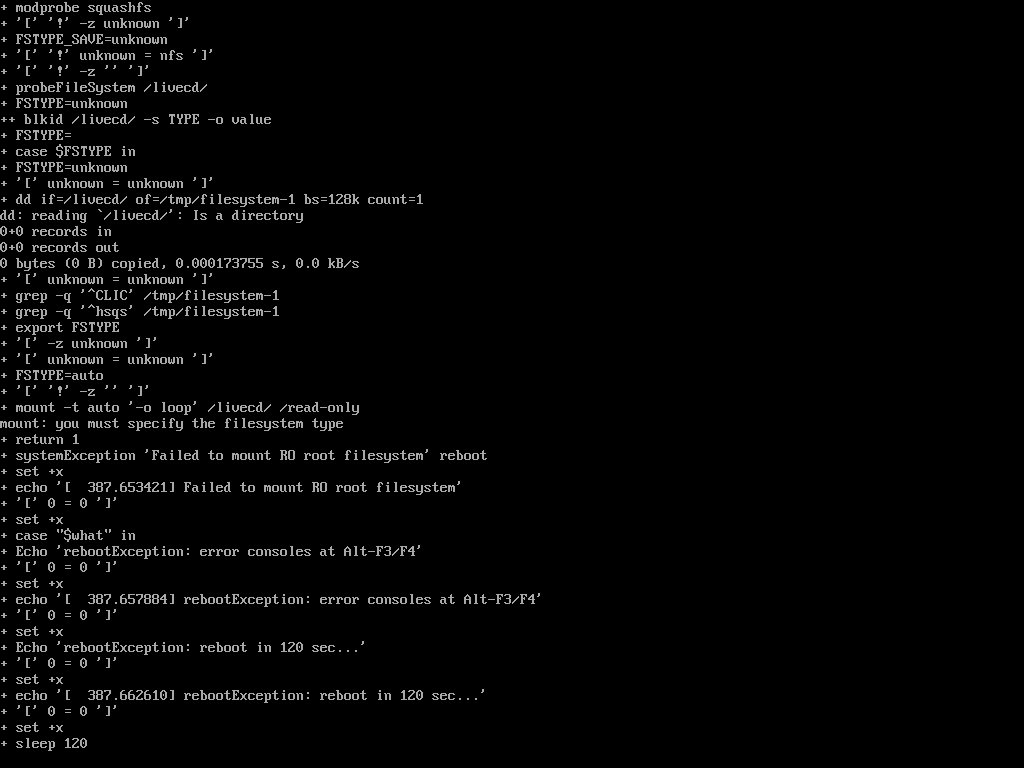 + modprobe squashfs
+ '[' '!' -z unknown ']'
+ FSTYPE_SAVE=unknown
+ '[' '!' unknown = nfs ']'
+ '[' '!' -z '' ']'
+ probeFileSystem /livecd/
+ FSTYPE=unknown
++ blkid /livecd/ -s TYPE -o value
+ FSTYPE=
+ case $FSTYPE in
+ FSTYPE=unknown
+ '[' unknown = unknown ']'
+ dd if=/livecd/ of=/tmp/filesystem-1 bs=128k count=1
dd: reading `/livecd/': Is a directory
0+0 records in
0+0 records out
0 bytes (0 B) copied, 0.000173755 s, 0.0 kB/s
+ '[' unknown = unknown ']'
+ grep -q '^CLIC' /tmp/filesystem-1
+ grep -q '^hsqs' /tmp/filesystem-1
+ export FSTYPE
+ '[' -z unknown ']'
+ '[' unknown = unknown ']'
+ FSTYPE=auto
+ '[' '!' -z '' ']'
+ mount -t auto '-o loop' /livecd/ /read-only
mount: you must specify the filesystem type
+ return 1
+ systemException 'Failed to mount RO root filesystem' reboot
+ set +x
+ echo '[  387.653421] Failed to mount RO root filesystem'
+ '[' 0 = 0 ']'
+ set +x
+ case "$what" in
+ Echo 'rebootException: error consoles at Alt-F3/F4'
+ '[' 0 = 0 ']'
+ set +x
+ echo '[  387.657884] rebootException: error consoles at Alt-F3/F4'
+ '[' 0 = 0 ']'
+ set +x
+ Echo 'rebootException: reboot in 120 sec...'
+ '[' 0 = 0 ']'
+ set +x
+ echo '[  387.662610] rebootException: reboot in 120 sec...'
+ '[' 0 = 0 ']'
+ set +x
+ sleep 120